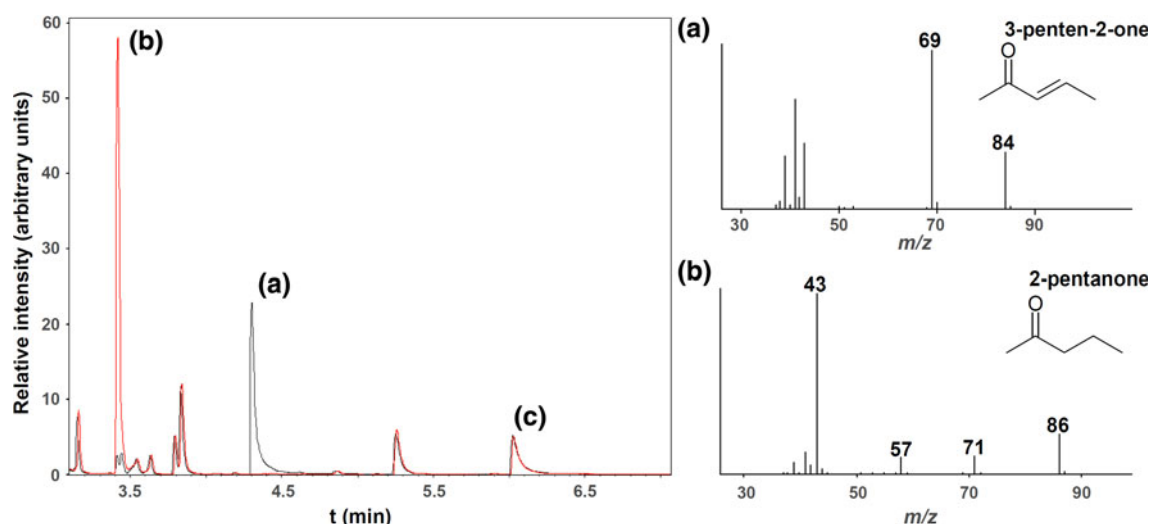 60
50
40
30
20
10
0
Relative intensity (arbitrary units)
(b)
(a)
(c)
3.5 4.5 5.5 6.5
t (min)
(a)
3-penten-2-one
69
O
84
30 50 70 90
m/z
(b)
2-pentanone
43
O
86
57 71
30 50 70 90
m/z